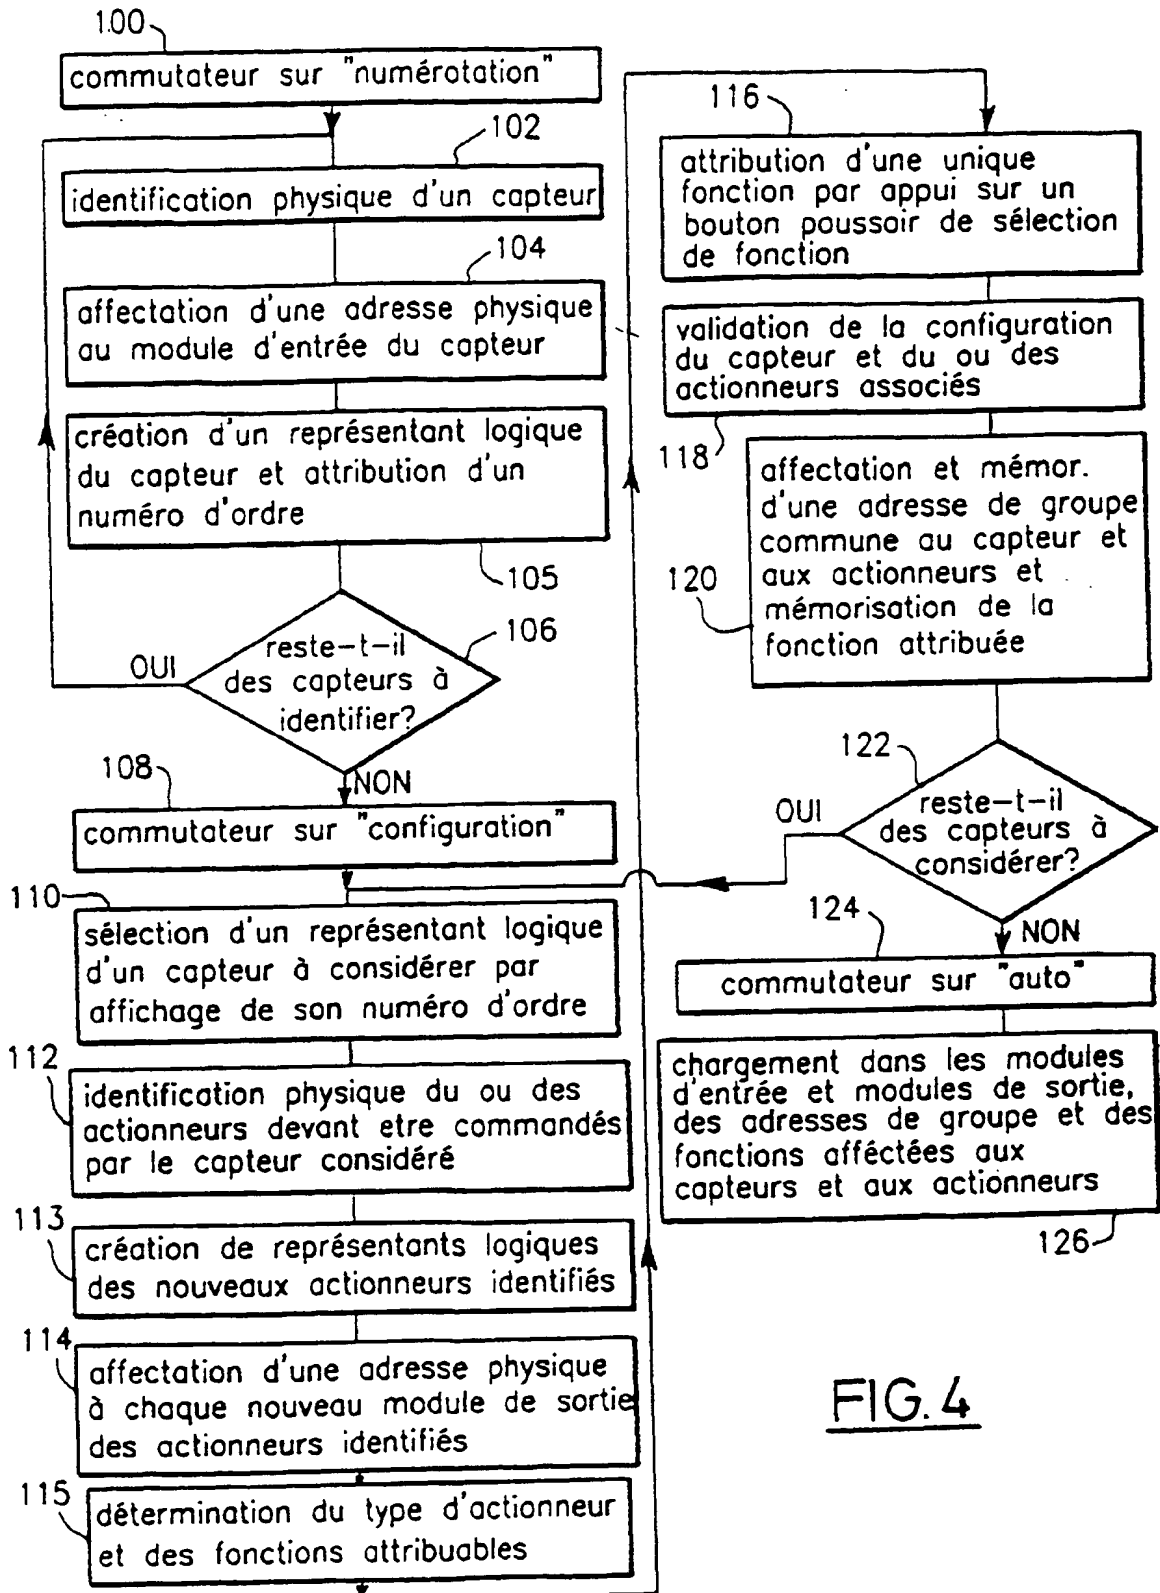 100
commutateur sur "numérotation"
102
identification physique d'un capteur
104
affectation d'une adresse physique
au module d'entrée du capteur
création d'un représentant logique
du capteur et attribution d'un
numéro d'ordre
105
106
reste-t-il
des capteurs à
identifier?
OUI
NON
108
commutateur sur "configuration"
110
sélection d'un représentant logique
d'un capteur à considérer par
affichage de son numéro d'ordre
112
identification physique du ou des
actionneurs devant etre commandés
par le capteur considéré
113
création de représentants logiques
des nouveaux actionneurs identifiés
114
affectation d'une adresse physique
à chaque nouveau module de sortie
des actionneurs identifiés
115
détermination du type d'actionneur
et des fonctions attribuables
116
attribution d'une unique
fonction par appui sur un
bouton poussoir de sélection
de fonction
validation de la configuration
du capteur et du ou des
actionneurs associés
118
affectation et mémor.
d'une adresse de groupe
commune au capteur et
aux actionneurs et
mémorisation de la
fonction attribuée
120
122
reste-t-il
des capteurs à
considérer?
OUI
NON
124
commutateur sur "auto"
chargement dans les modules
d'entrée et modules de sortie,
des adresses de groupe et des
fonctions afféctées aux
capteurs et aux actionneurs
126
FIG. 4